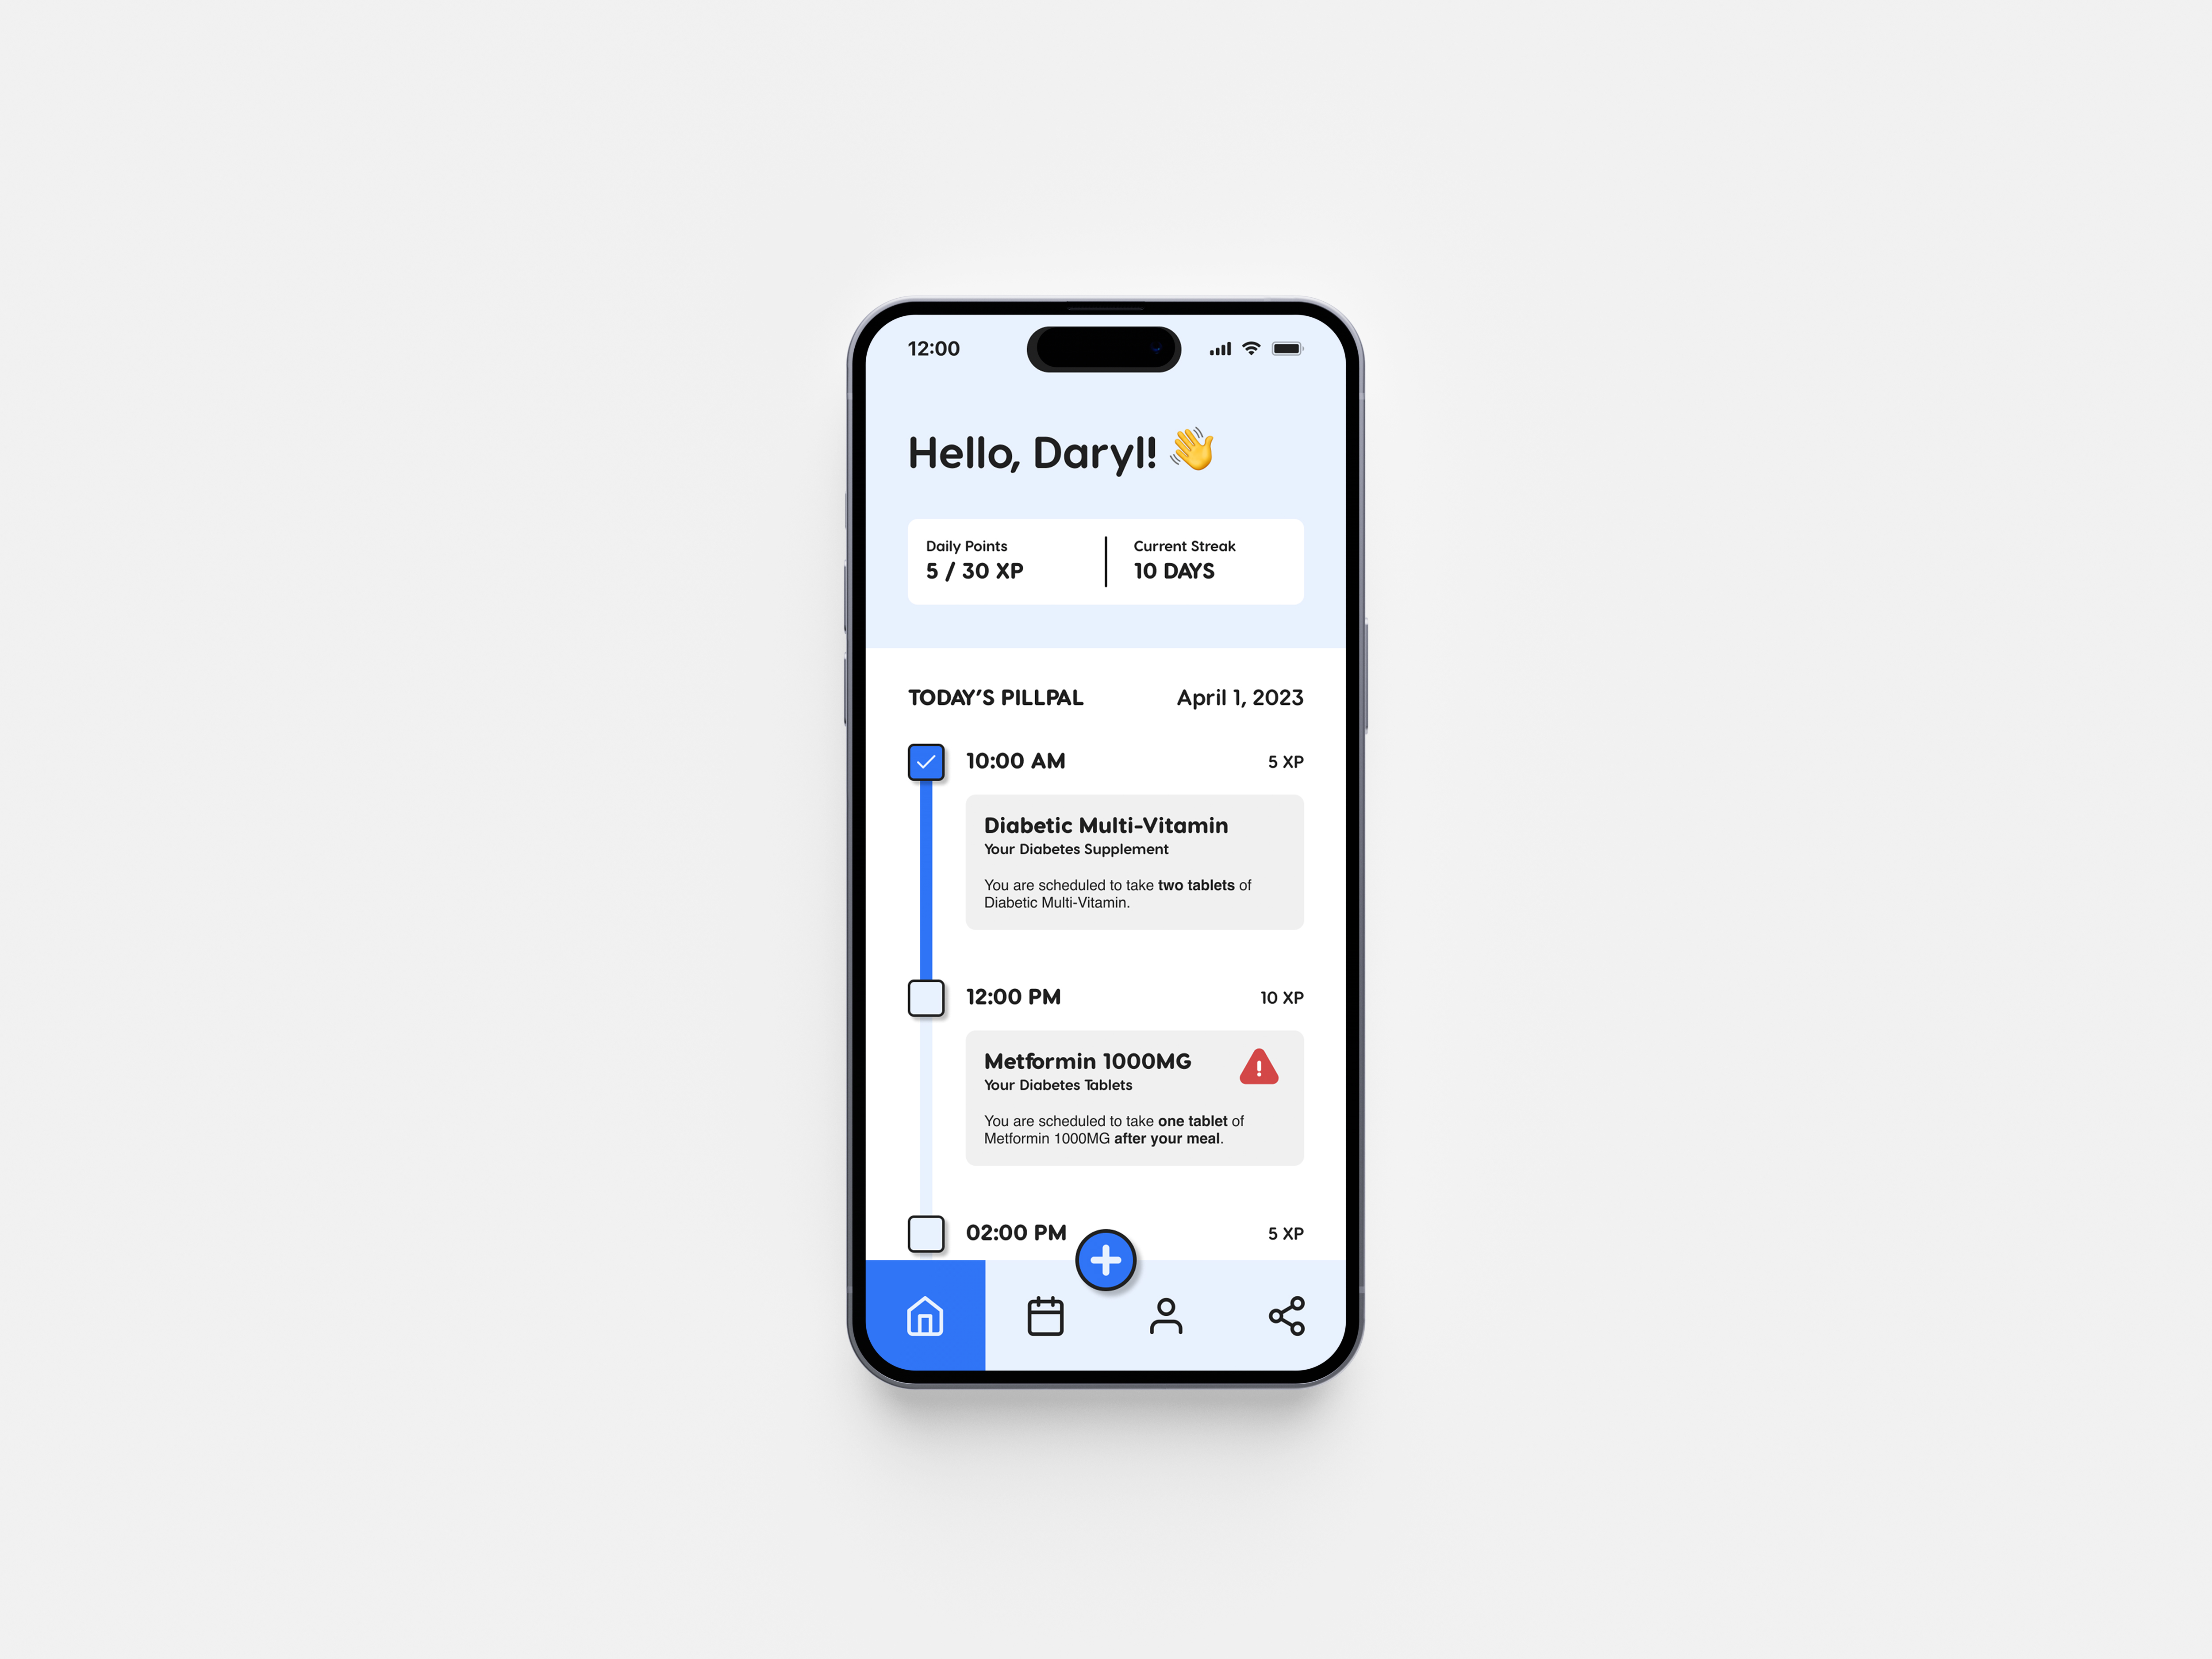 12:00
Hello, Daryl! 👋
Daily Points
5 / 30 XP
Current Streak
10 DAYS
TODAY’S PILLPAL
April 1, 2023
10:00 AM
5 XP
Diabetic Multi-Vitamin
Your Diabetes Supplement
You are scheduled to take two tablets of
Diabetic Multi-Vitamin.
12:00 PM
10 XP
Metformin 1000MG
Your Diabetes Tablets
You are scheduled to take one tablet of
Metformin 1000MG after your meal.
02:00 PM
5 XP